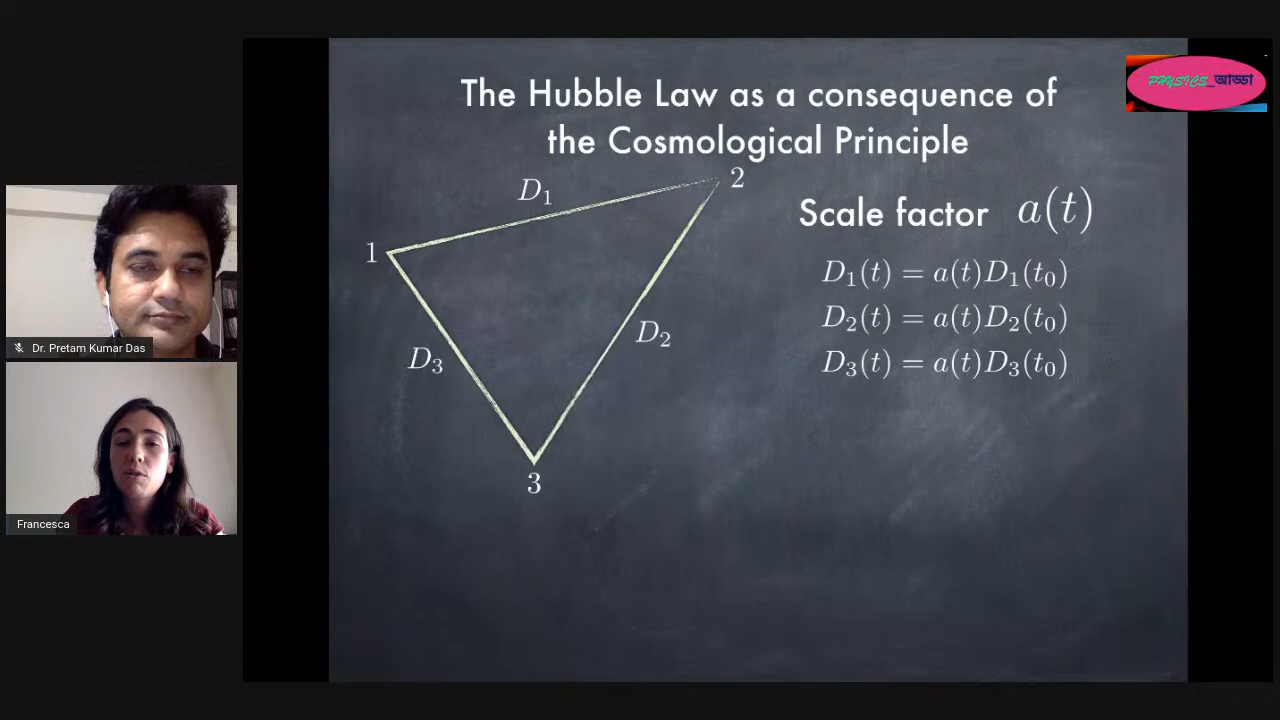 The Hubble Law as a consequence of
the Cosmological Principle
PHYSICS_আড্ডা
D₁
2
1
D₂
D₃
3
Scale factor a(t)
D₁(t) = a(t)D₁(t₀)
D₂(t) = a(t)D₂(t₀)
D₃(t) = a(t)D₃(t₀)
Dr. Pretam Kumar Das
Francesca